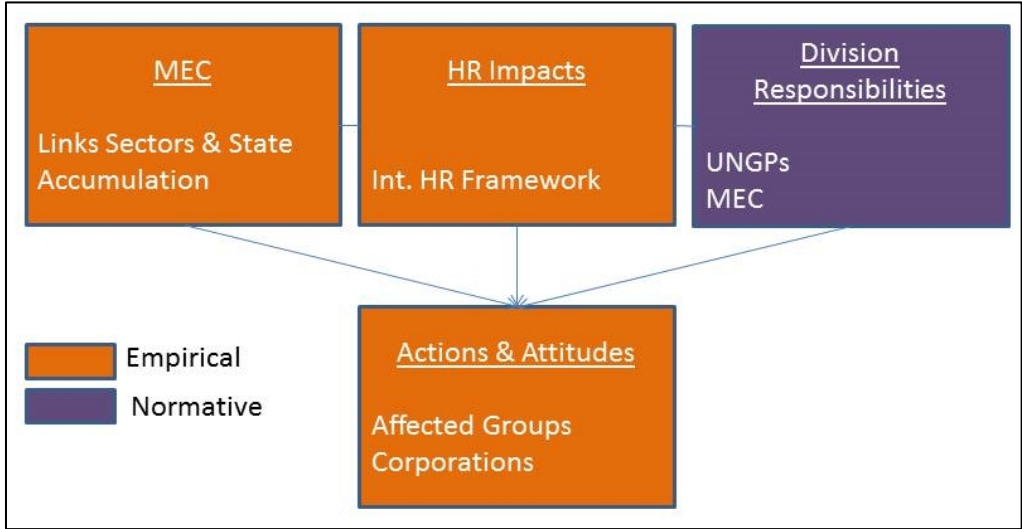 MEC
Links Sectors & State
Accumulation
HR Impacts
Int. HR Framework
Division
Responsibilities
UNGPs
MEC
Actions & Attitudes
Affected Groups
Corporations
Empirical
Normative